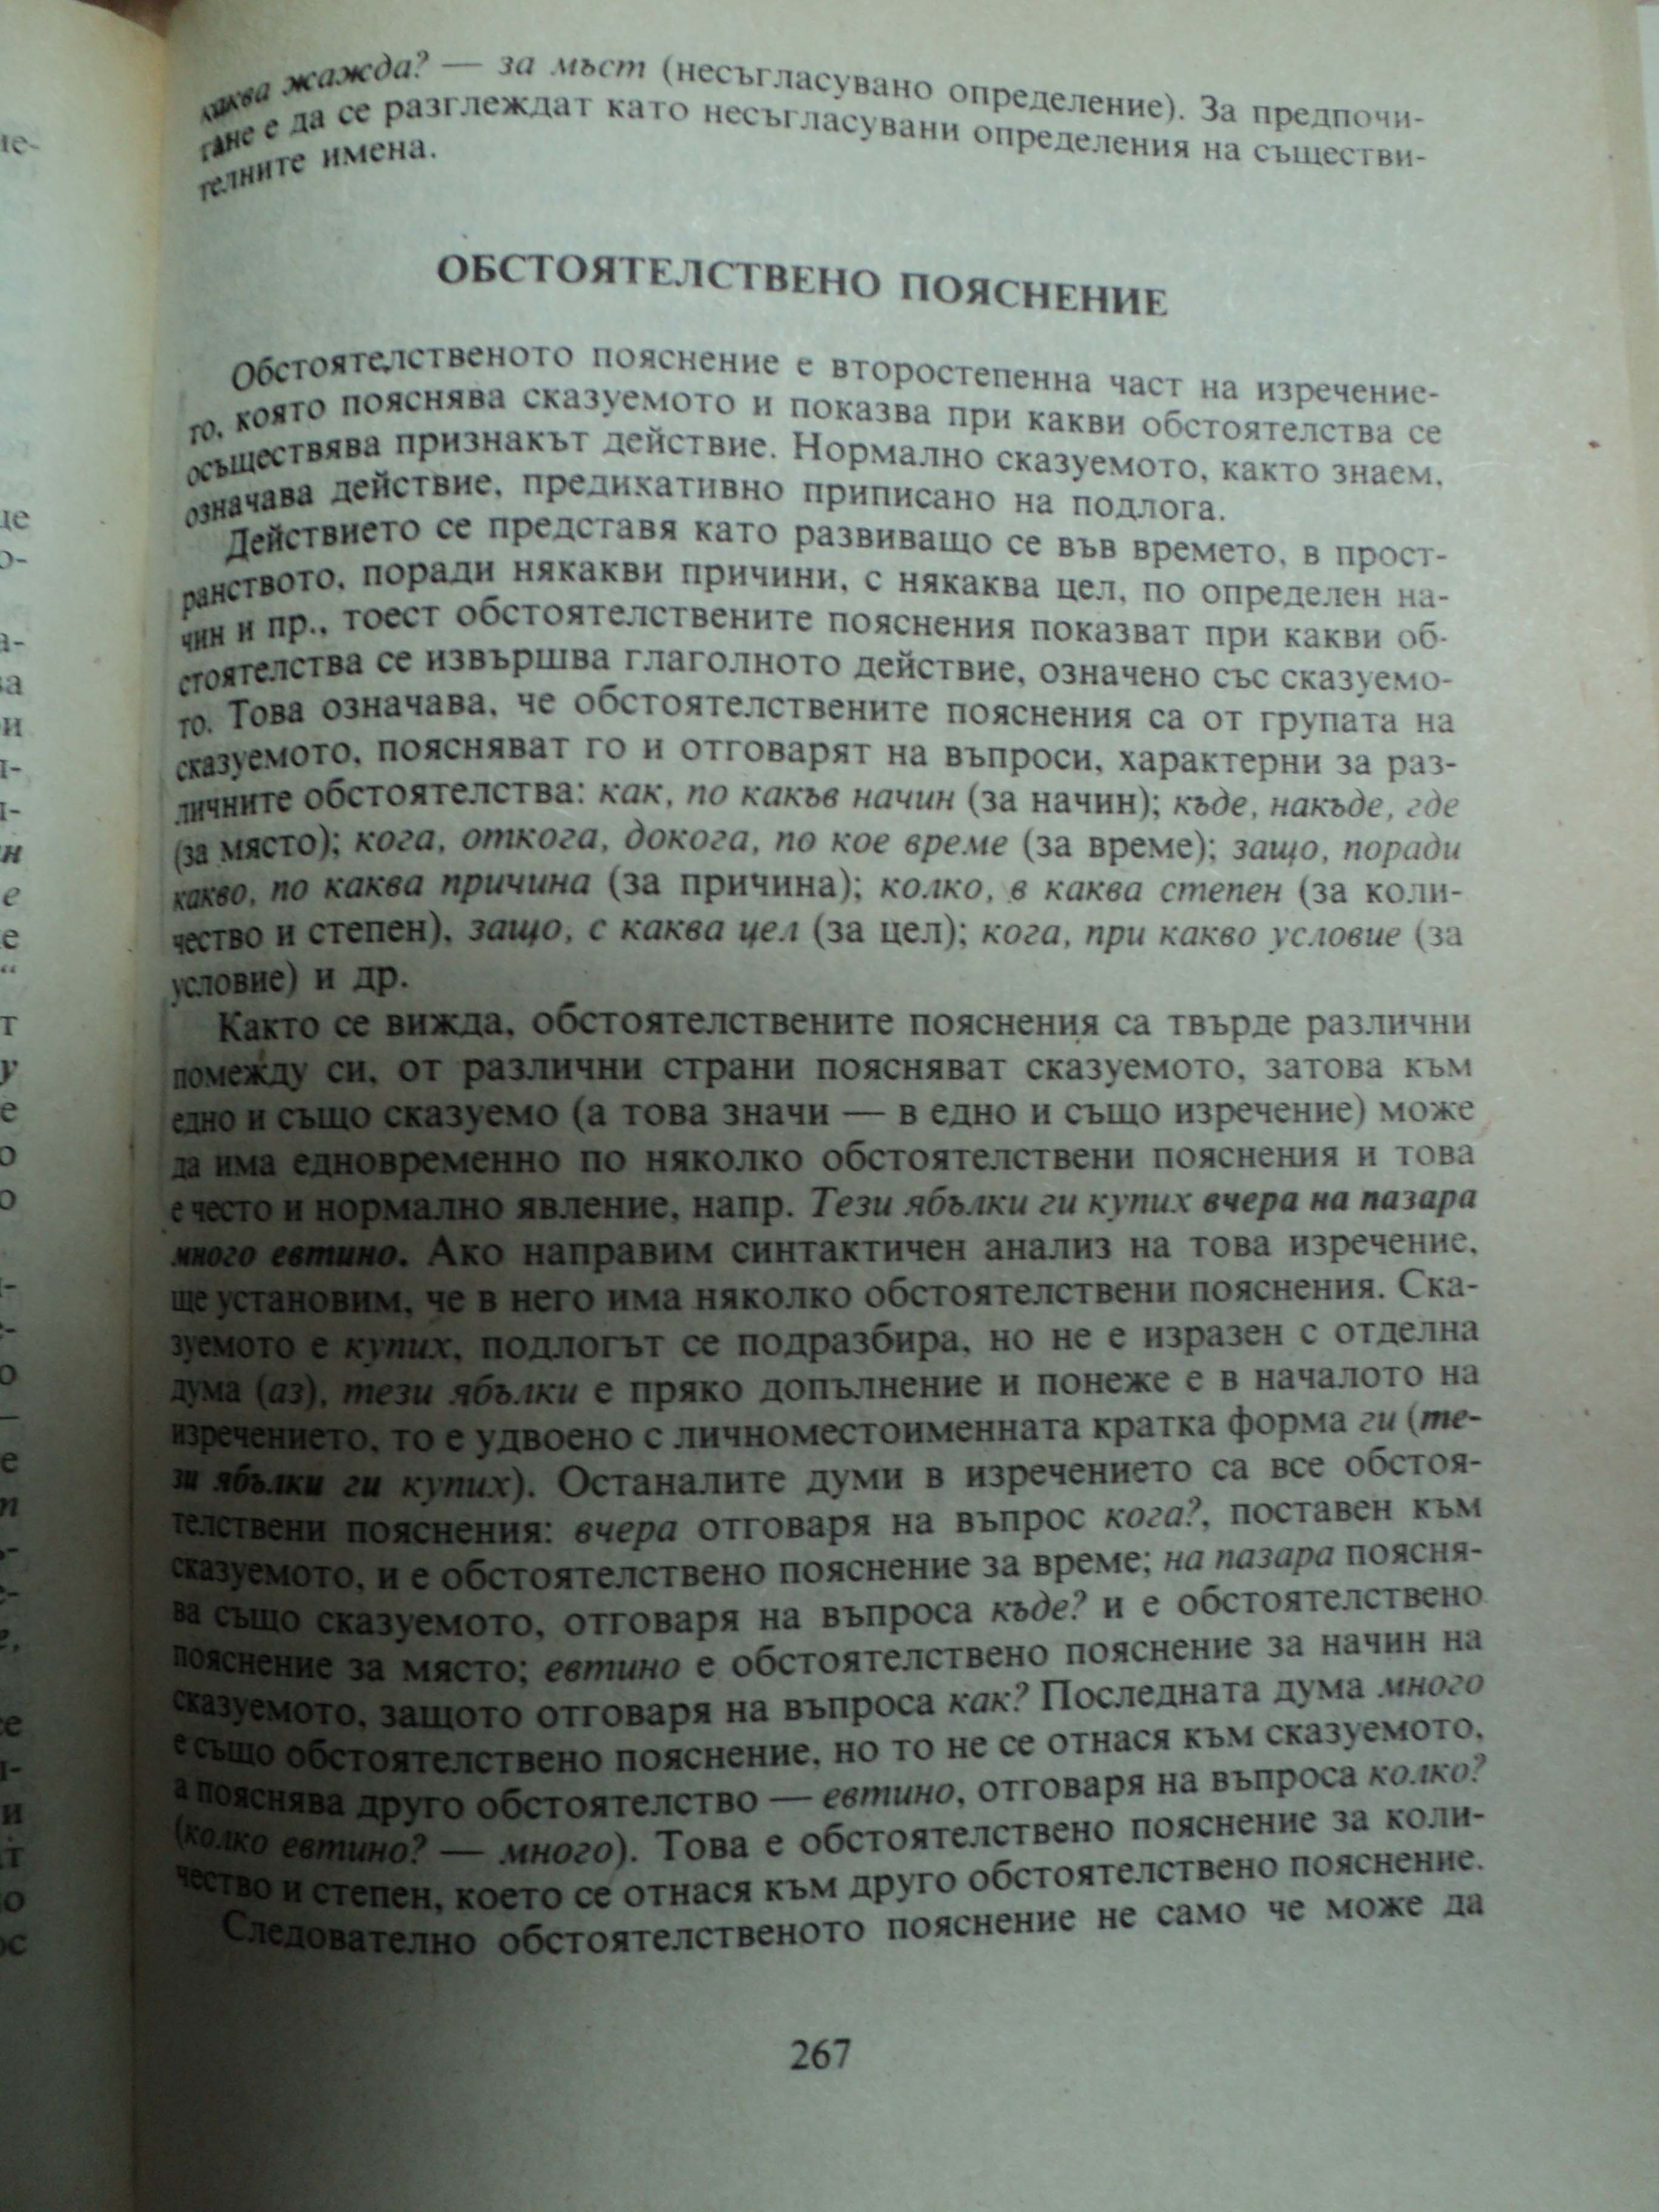 каква жажда? — за мъст (несъгласувано определение). За предпочи-
тане е да се разглеждат като несъгласувани определения на съществи-
телните имена.
ОБСТОЯТЕЛСТВЕНО ПОЯСНЕНИЕ
Обстоятелственото пояснение е второстепенна част на изречение-
то, която пояснява сказуемото и показва при какви обстоятелства се
осъществява признакът действие. Нормално сказуемото, както знаем,
означава действие, предикативно приписано на подлога.
Действието се представя като развиващо се във времето, в прост-
ранството, поради някакви причини, с някаква цел, по определен на-
чин и пр., тоест обстоятелствените пояснения показват при какви об-
стоятелства се извършва глаголното действие, означено със сказуемо-
то. Това означава, че обстоятелствените пояснения са от групата на
сказуемото, поясняват го и отговарят на въпроси, характерни за раз-
личните обстоятелства: как, по какъв начин (за начин); къде, накъде, где
(за място); кога, откога, докога, по кое време (за време); защо, поради
какво, по каква причина (за причина); колко, в каква степен (за коли-
чество и степен), защо, с каква цел (за цел); кога, при какво условие (за
условие) и др.
Както се вижда, обстоятелствените пояснения са твърде различни
помежду си, от различни страни поясняват сказуемото, затова към
едно и също сказуемо (а това значи — в едно и също изречение) може
да има едновременно по няколко обстоятелствени пояснения и това
е често и нормално явление, напр. Тези ябълки ги купих вчера на пазара
много евтино. Ако направим синтактичен анализ на това изречение,
ще установим, че в него има няколко обстоятелствени пояснения. Ска-
зуемото е купих, подлогът се подразбира, но не е изразен с отделна
дума (аз), тези ябълки е пряко допълнение и понеже е в началото на
изречението, то е удвоено с личноместоименната кратка форма ги (те-
зи ябълки ги купих). Останалите думи в изречението са все обстоя-
телствени пояснения: вчера отговаря на въпрос кога?, поставен към
сказуемото, и е обстоятелствено пояснение за време; на пазара поясня-
ва също сказуемото, отговаря на въпроса къде? и е обстоятелствено
пояснение за място; евтино е обстоятелствено пояснение за начин на
сказуемото, защото отговаря на въпроса как? Последната дума много
е също обстоятелствено пояснение, но то не се отнася към сказуемото,
а пояснява друго обстоятелство — евтино, отговаря на въпроса колко?
(колко евтино? — много). Това е обстоятелствено пояснение за коли-
чество и степен, което се отнася към друго обстоятелствено пояснение.
Следователно обстоятелственото пояснение не само че може да
267